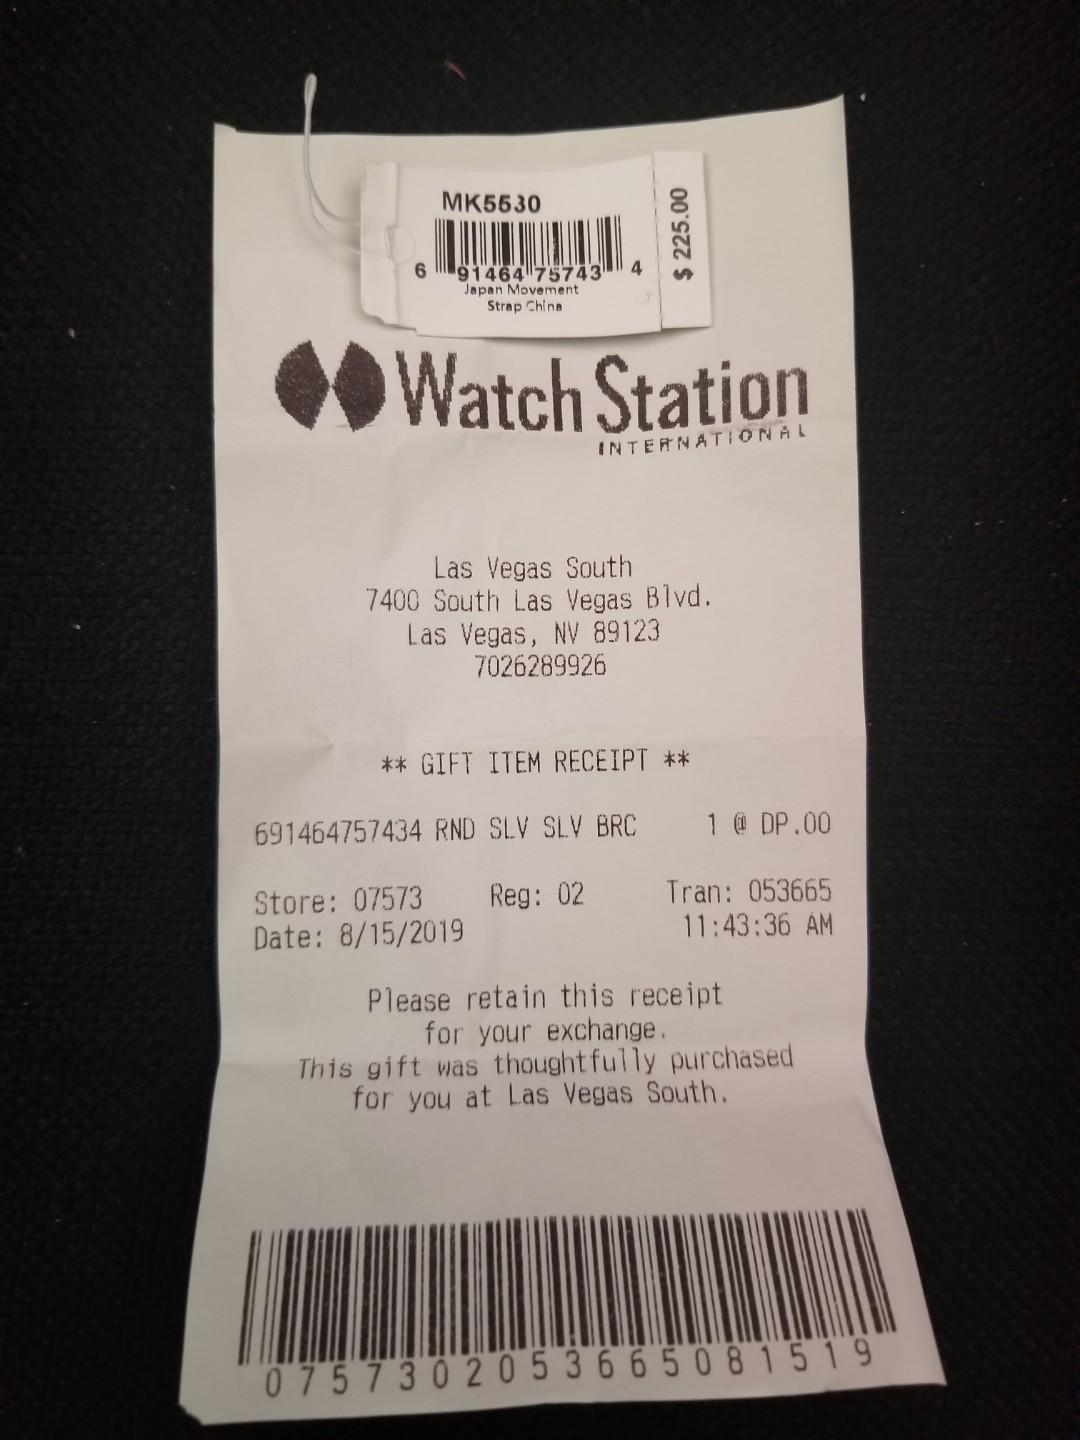 MK5530
6 91464 75743 4
Japan Movement
Strap China
$ 225.00
Watch Station
INTERNATIONAL
Las Vegas South
7400 South Las Vegas Blvd.
Las Vegas, NV 89123
7026289926
** GIFT ITEM RECEIPT **
691464757434 RND SLV SLV BRC 1 @ DP.00
Store: 07573 Reg: 02 Tran: 053665
Date: 8/15/2019 11:43:36 AM
Please retain this receipt
for your exchange.
This gift was thoughtfully purchased
for you at Las Vegas South.
0757302053665081519